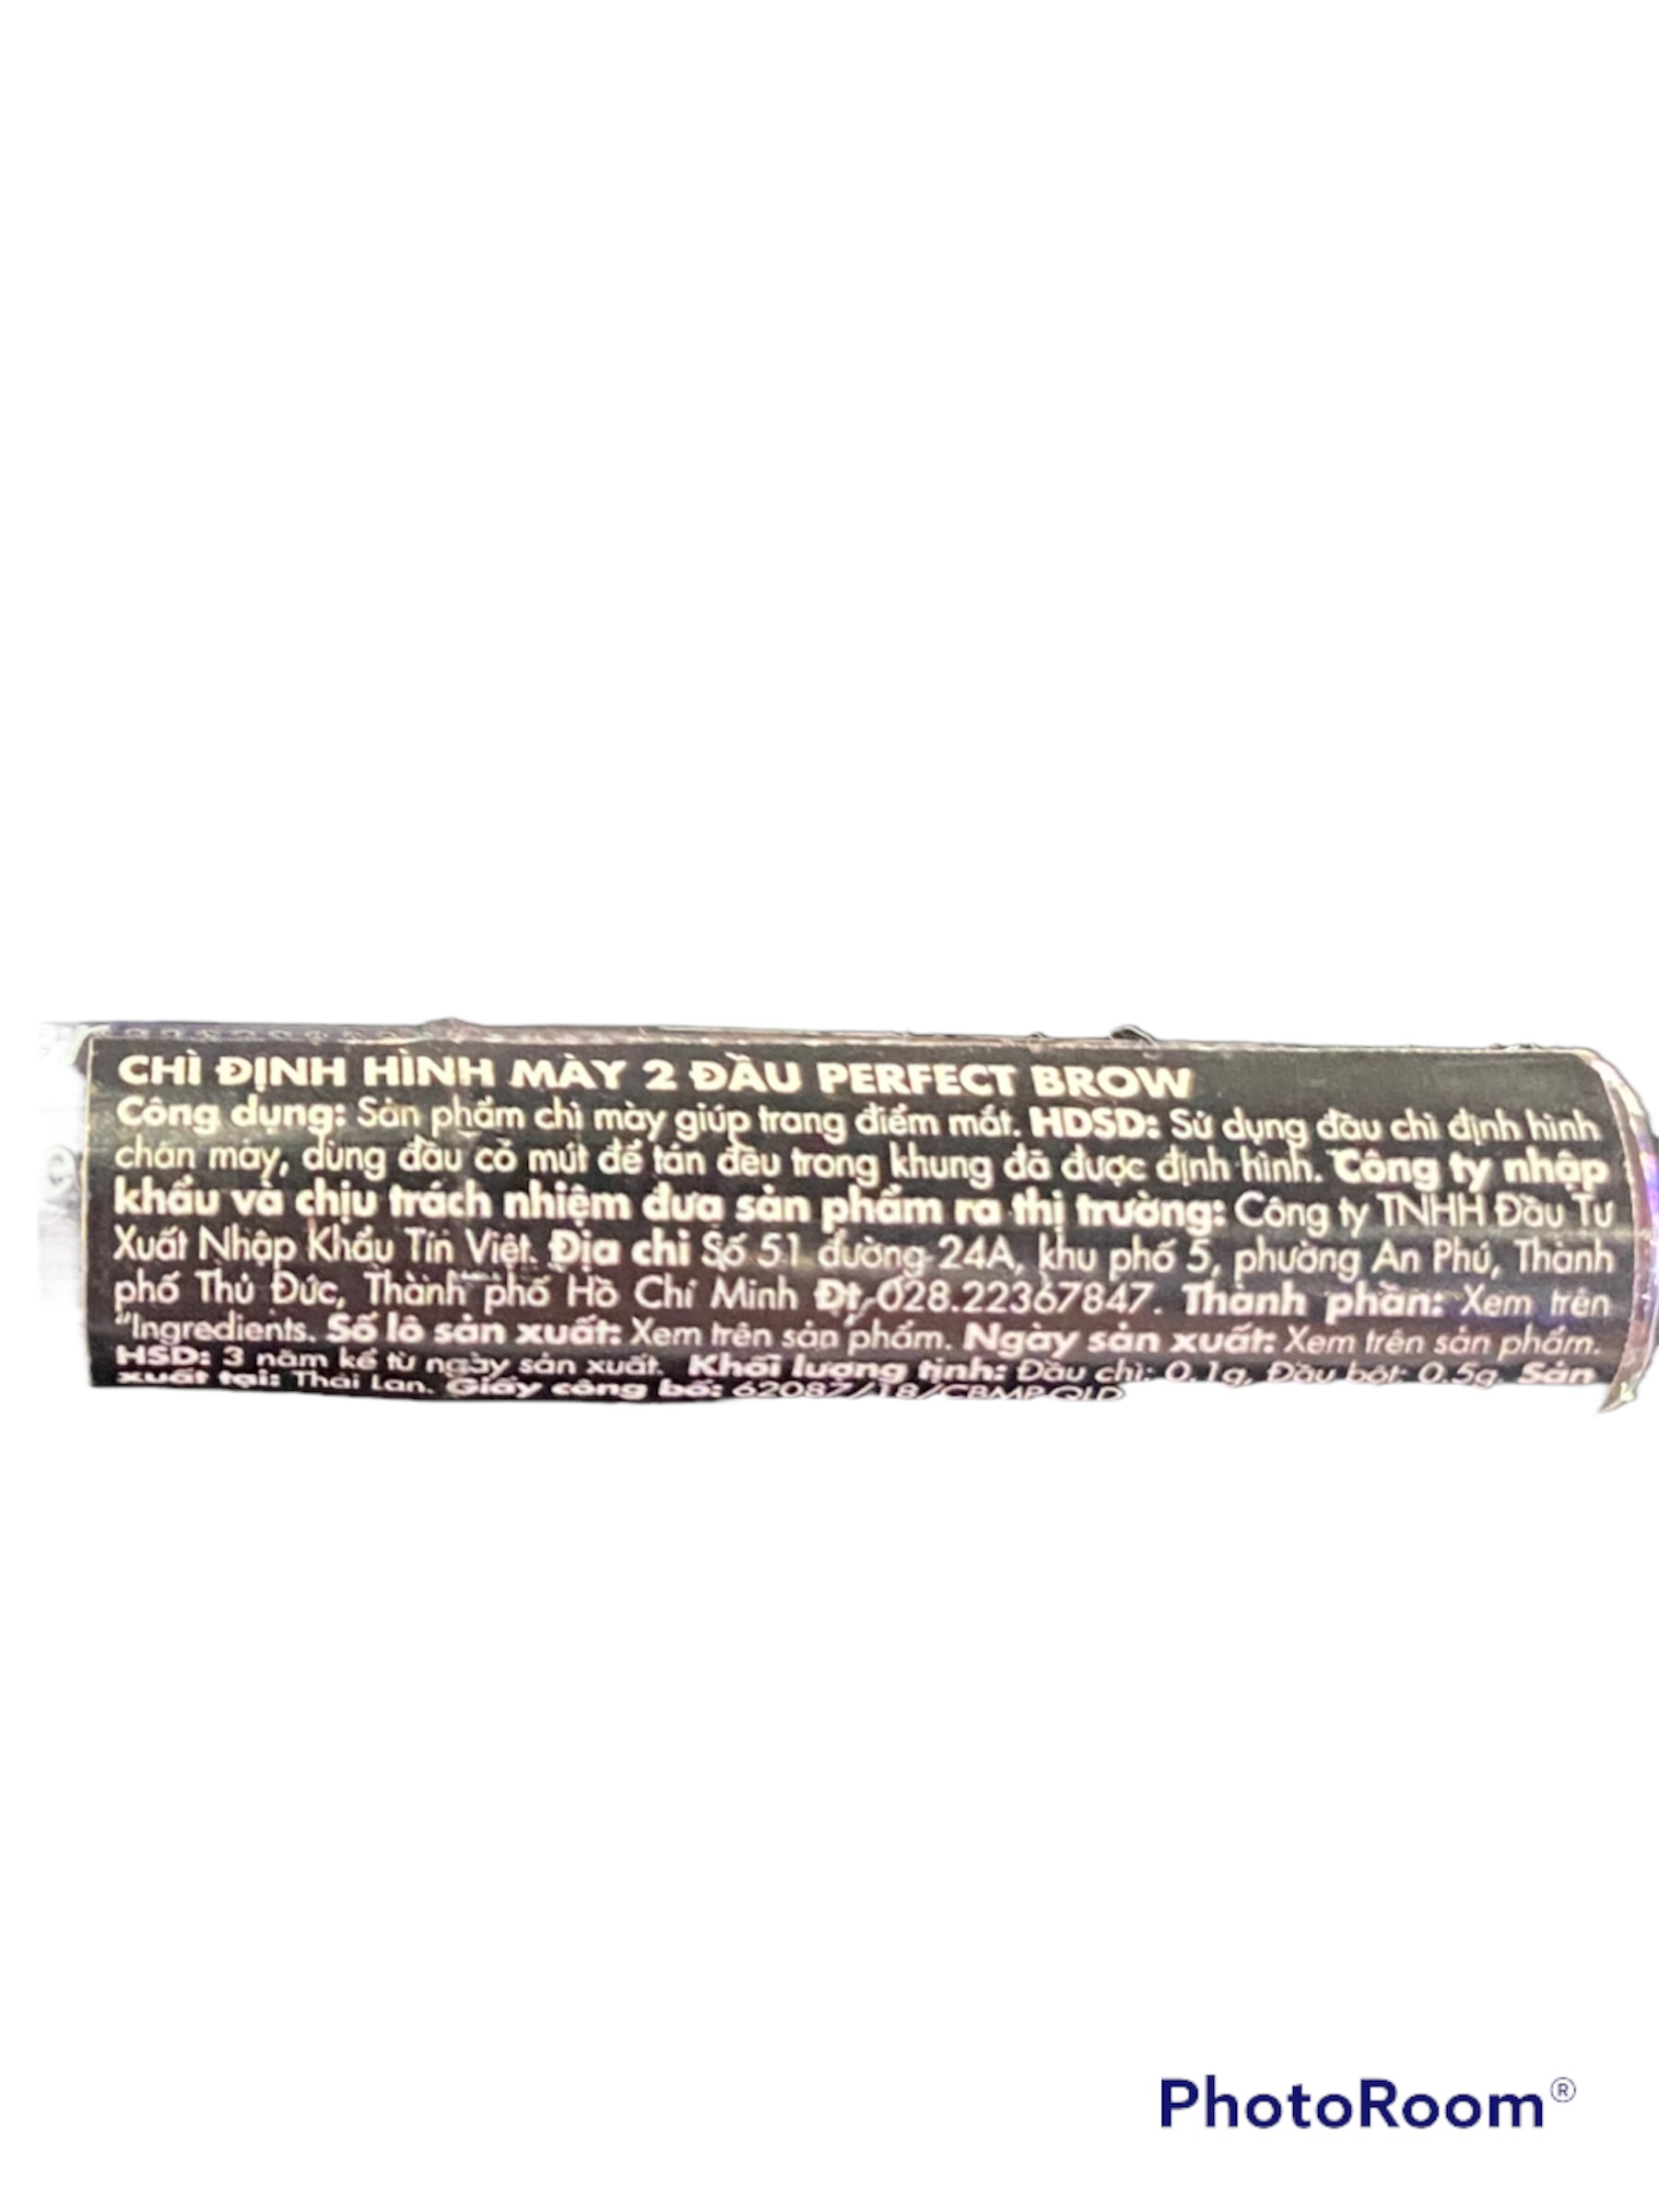 CHÌ ĐỊNH HÌNH MÀY 2 ĐẦU PERFECT BROW
Công dụng: Sản phẩm chì mày giúp trang điểm mắt. HDSD: Sử dụng đầu chì định hình
chân mày, dùng đầu cỏ mút để tán đều trong khung đã được định hình. Công ty nhập
khẩu và chịu trách nhiệm đưa sản phẩm ra thị trường: Công ty TNHH Đầu Tư
Xuất Nhập Khẩu Tín Việt. Địa chỉ Số 51 đường 24A, khu phố 5, phường An Phú, Thành
phố Thủ Đức, Thành phố Hồ Chí Minh Đt, 028.22367847. Thành phần: Xem trên
"Ingredients. Số lô sản xuất: Xem trên sản phẩm. Ngày sản xuất: Xem trên sản phẩm.
HSD: 3 năm kể từ ngày sản xuất. Khối lượng tịnh: Đầu chì: 0.1g, Đầu bột: 0.5g, Sản
xuất tại: Thái Lan. Giấy công bố: 62087/18/CBMP-QLD
PhotoRoom®